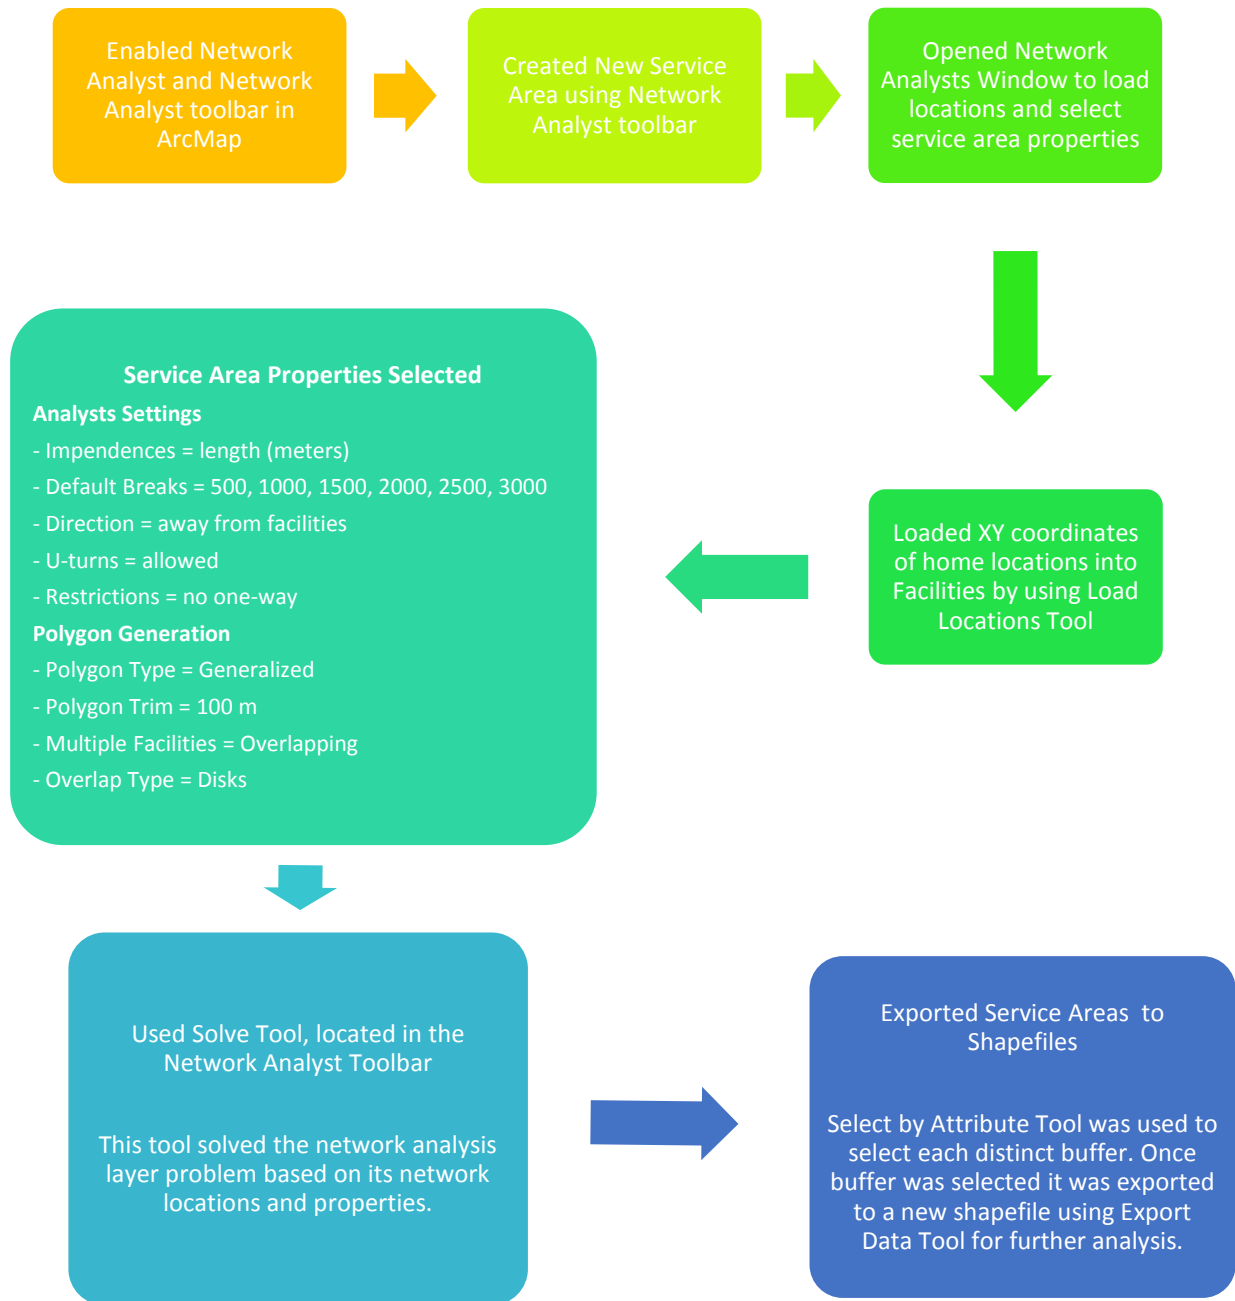 Enabled Network
Analyst and Network
Analyst toolbar in
ArcMap
Created New Service
Area using Network
Analyst toolbar
Opened Network
Analysts Window to load
locations and select
service area properties
Loaded XY coordinates
of home locations into
Facilities by using Load
Locations Tool
Service Area Properties Selected
Analysts Settings
- Impendences = length (meters)
- Default Breaks = 500, 1000, 1500, 2000, 2500, 3000
- Direction = away from facilities
- U-turns = allowed
- Restrictions = no one-way
Polygon Generation
- Polygon Type = Generalized
- Polygon Trim = 100 m
- Multiple Facilities = Overlapping
- Overlap Type = Disks
Used Solve Tool, located in the
Network Analyst Toolbar
This tool solved the network analysis
layer problem based on its network
locations and properties.
Exported Service Areas to
Shapefiles
Select by Attribute Tool was used to
select each distinct buffer. Once
buffer was selected it was exported
to a new shapefile using Export
Data Tool for further analysis.